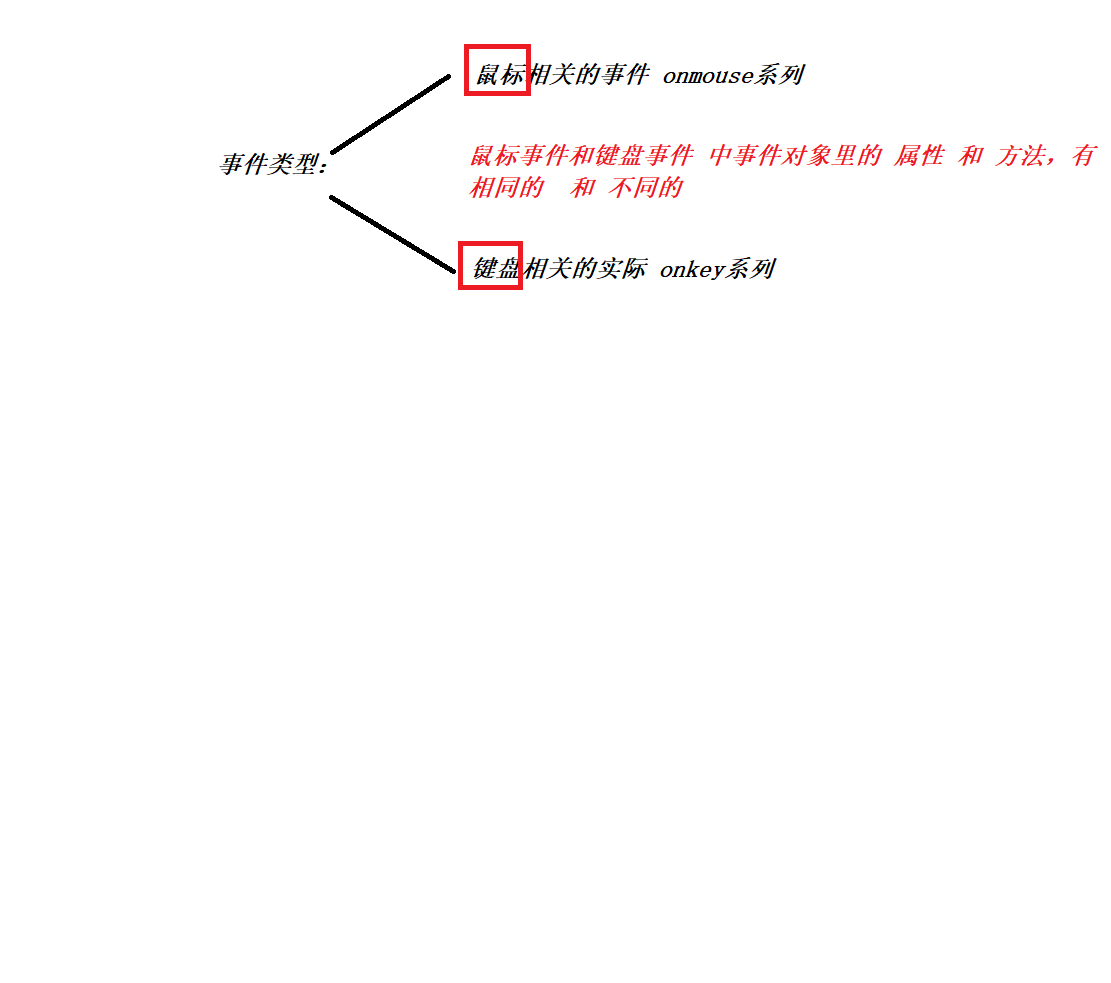 鼠标相关的事件 onmouse系列
事件类型：
鼠标事件和键盘事件 中事件对象里的 属性 和 方法，有
相同的 和 不同的
键盘相关的实际 onkey系列